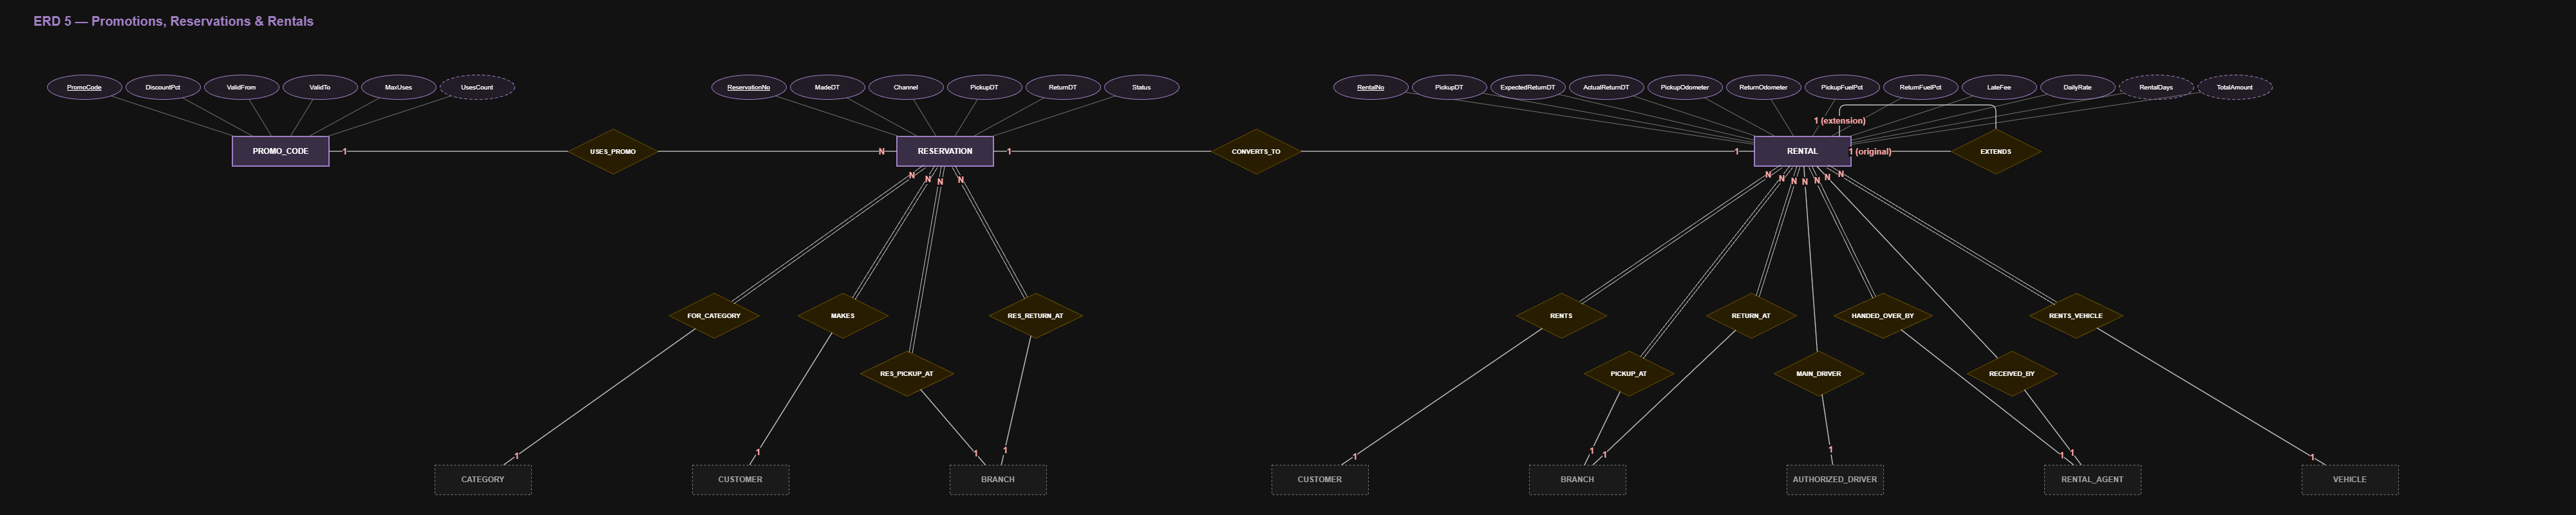 ERD 5 — Promotions, Reservations & Rentals
PromoCode DiscountPct ValidFrom ValidTo MaxUses UsesCount ReservationNo MadeDT Channel PickupDT ReturnDT Status RentalNo PickupDT ExpectedReturnDT ActualReturnDT PickupOdometer ReturnOdometer PickupFuelPct ReturnFuelPct LateFee DailyRate RentalDays TotalAmount
1 (extension)
PROMO_CODE 1 USES_PROMO N RESERVATION 1 CONVERTS_TO 1 RENTAL 1 (original) EXTENDS
N N N N N N N N N N N
FOR_CATEGORY MAKES RES_RETURN_AT RENTS RETURN_AT HANDED_OVER_BY RENTS_VEHICLE
RES_PICKUP_AT PICKUP_AT MAIN_DRIVER RECEIVED_BY
1 1 1 1 1 1 1 1 1 1 1
CATEGORY CUSTOMER BRANCH CUSTOMER BRANCH AUTHORIZED_DRIVER RENTAL_AGENT VEHICLE